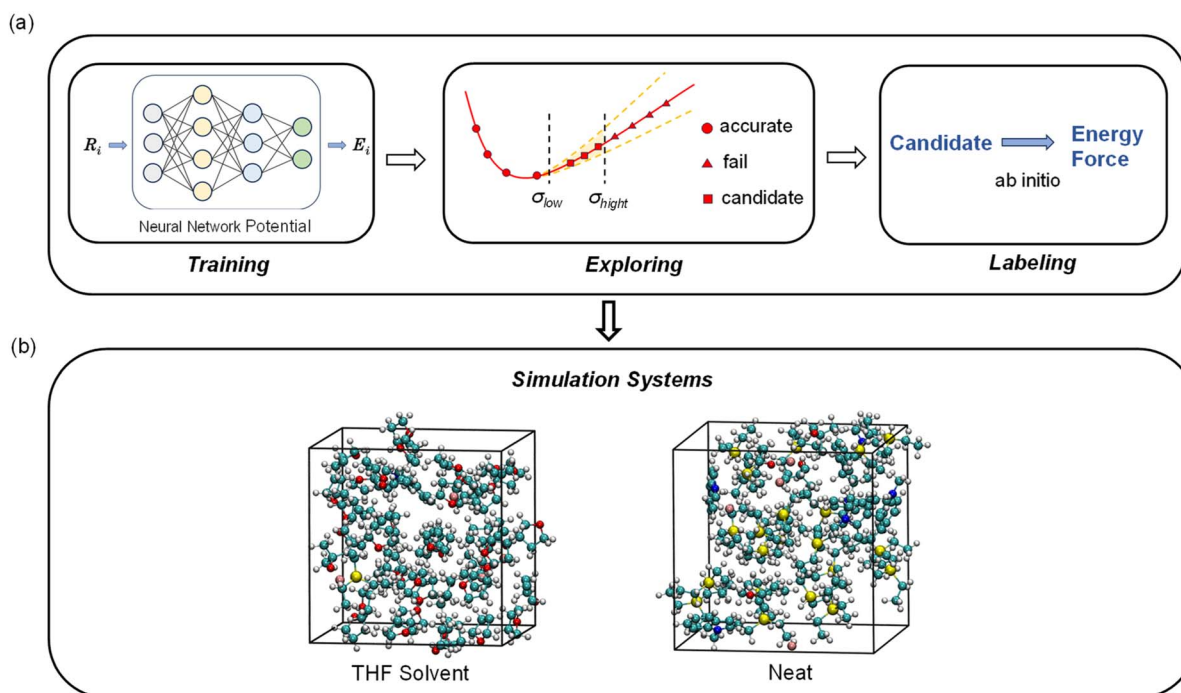 (a)
R_i
E_i
Neural Network Potential
Training
σ_low
σ_hight
accurate
fail
candidate
Exploring
Candidate
Energy
Force
ab initio
Labeling
(b)
Simulation Systems
THF Solvent
Neat